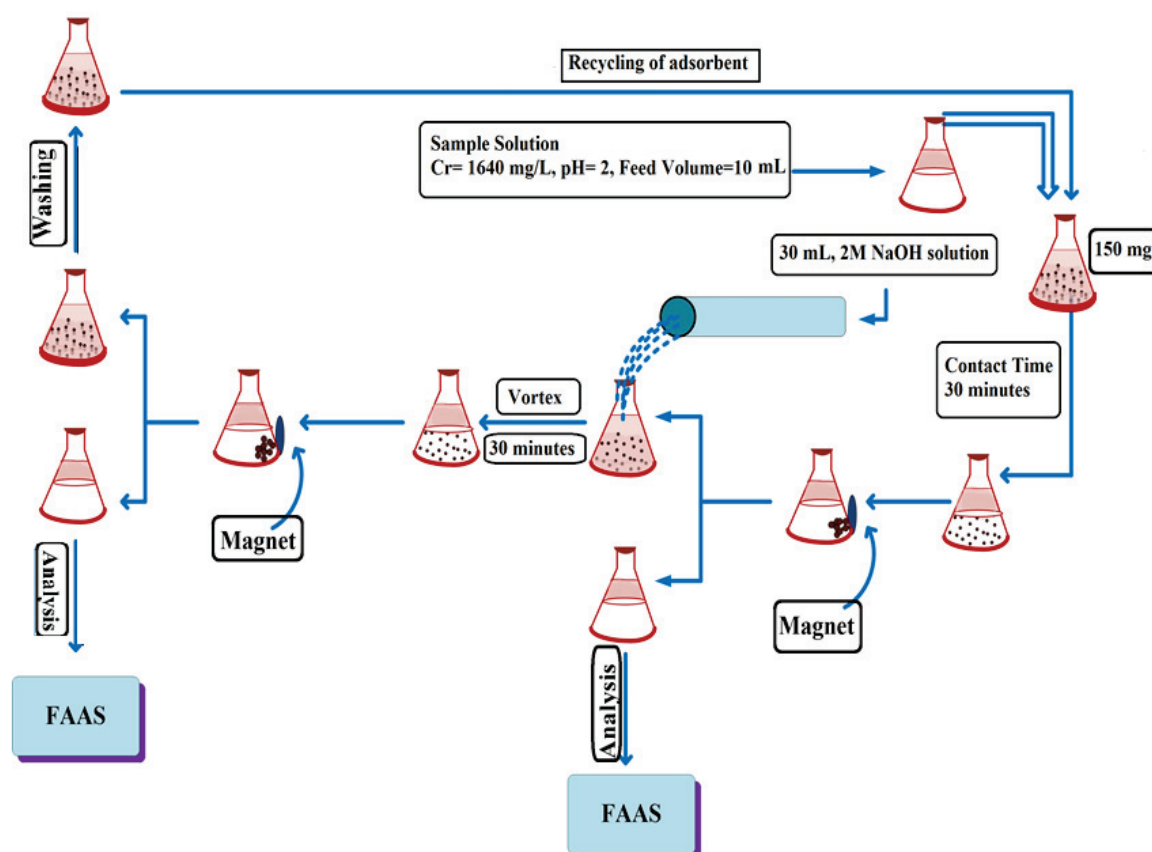 Recycling of adsorbent
Sample Solution
Cr= 1640 mg/L, pH= 2, Feed Volume=10 mL
Washing
30 mL, 2M NaOH solution
150 mg
Contact Time
30 minutes
Vortex
30 minutes
Magnet
Magnet
Analysis
FAAS
Analysis
FAAS